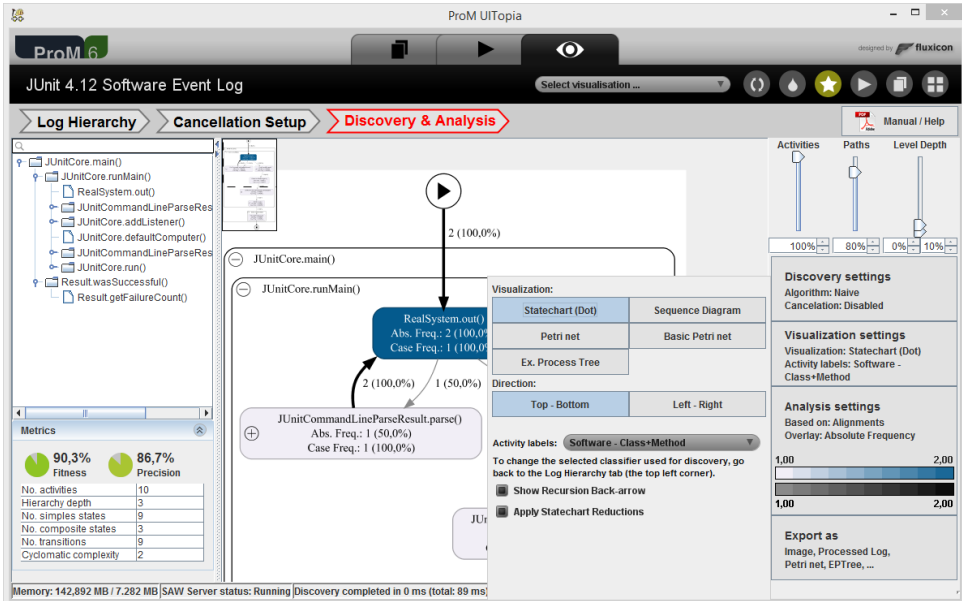 ProM UITopia
ProM 6
designed by fluxicon
JUnit 4.12 Software Event Log
Select visualisation ...
Log Hierarchy
Cancellation Setup
Discovery & Analysis
Manual / Help
JUnitCore.main()
JUnitCore.runMain()
RealSystem.out()
JUnitCommandLineParseRes
JUnitCore.addListener()
JUnitCore.defaultComputer()
JUnitCommandLineParseRes
JUnitCore.run()
Result.wasSuccessful()
Result.getFailureCount()
Metrics
90,3%
Fitness
86,7%
Precision
No. activities 10
Hierarchy depth 3
No. simples states 9
No. composite states 3
No. transitions 9
Cyclomatic complexity 2
2 (100,0%)
JUnitCore.main()
JUnitCore.runMain()
RealSystem.out()
Abs. Freq.: 2 (100,0%
Case Freq.: 1 (100,0
2 (100,0%)
1 (50,0%)
JUnitCommandLineParseResult.parse()
Abs. Freq.: 1 (50,0%)
Case Freq.: 1 (100,0%)
Visualization:
Statechart (Dot)
Sequence Diagram
Petri net
Basic Petri net
Ex. Process Tree
Direction:
Top - Bottom
Left - Right
Activity labels:
Software - Class+Method
To change the selected classifier used for discovery, go
back to the Log Hierarchy tab (the top left corner).
Show Recursion Back-arrow
Apply Statechart Reductions
Activities
Paths
Level Depth
100%
80%
0%
10%
Discovery settings
Algorithm: Naive
Cancelation: Disabled
Visualization settings
Visualization: Statechart (Dot)
Activity labels: Software -
Class+Method
Analysis settings
Based on: Alignments
Overlay: Absolute Frequency
1,00 2,00
1,00 2,00
Export as
Image, Processed Log,
Petri net, EPTree, ...
Memory: 142,892 MB / 7.282 MB
SAW Server status: Running
Discovery completed in 0 ms (total: 89 ms)